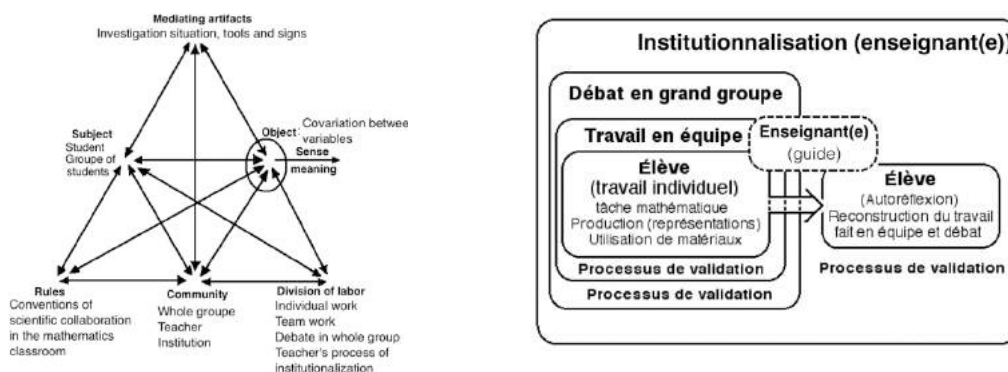 Mediating artifacts
Investigation situation, tools and signs
Subject
Student
Groupe of
students
Object:
Covariation betwee
variables
Sense
meaning
Rules
Conventions of
scientific collaboration
in the mathematics
classroom
Community
Whole groupe
Teacher
Institution
Division of labor
Individual work
Team work
Debate in whole group
Teacher's process of
institutionalization
Institutionnalisation (enseignant(e))
Débat en grand groupe
Travail en équipe
Enseignant(e)
(guide)
Élève
(travail individuel)
tâche mathématique
Production (représentations)
Utilisation de matériaux
Processus de validation
Processus de validation
Élève
(Autoréflexion)
Reconstruction du travail
fait en équipe et débat
Processus de validation